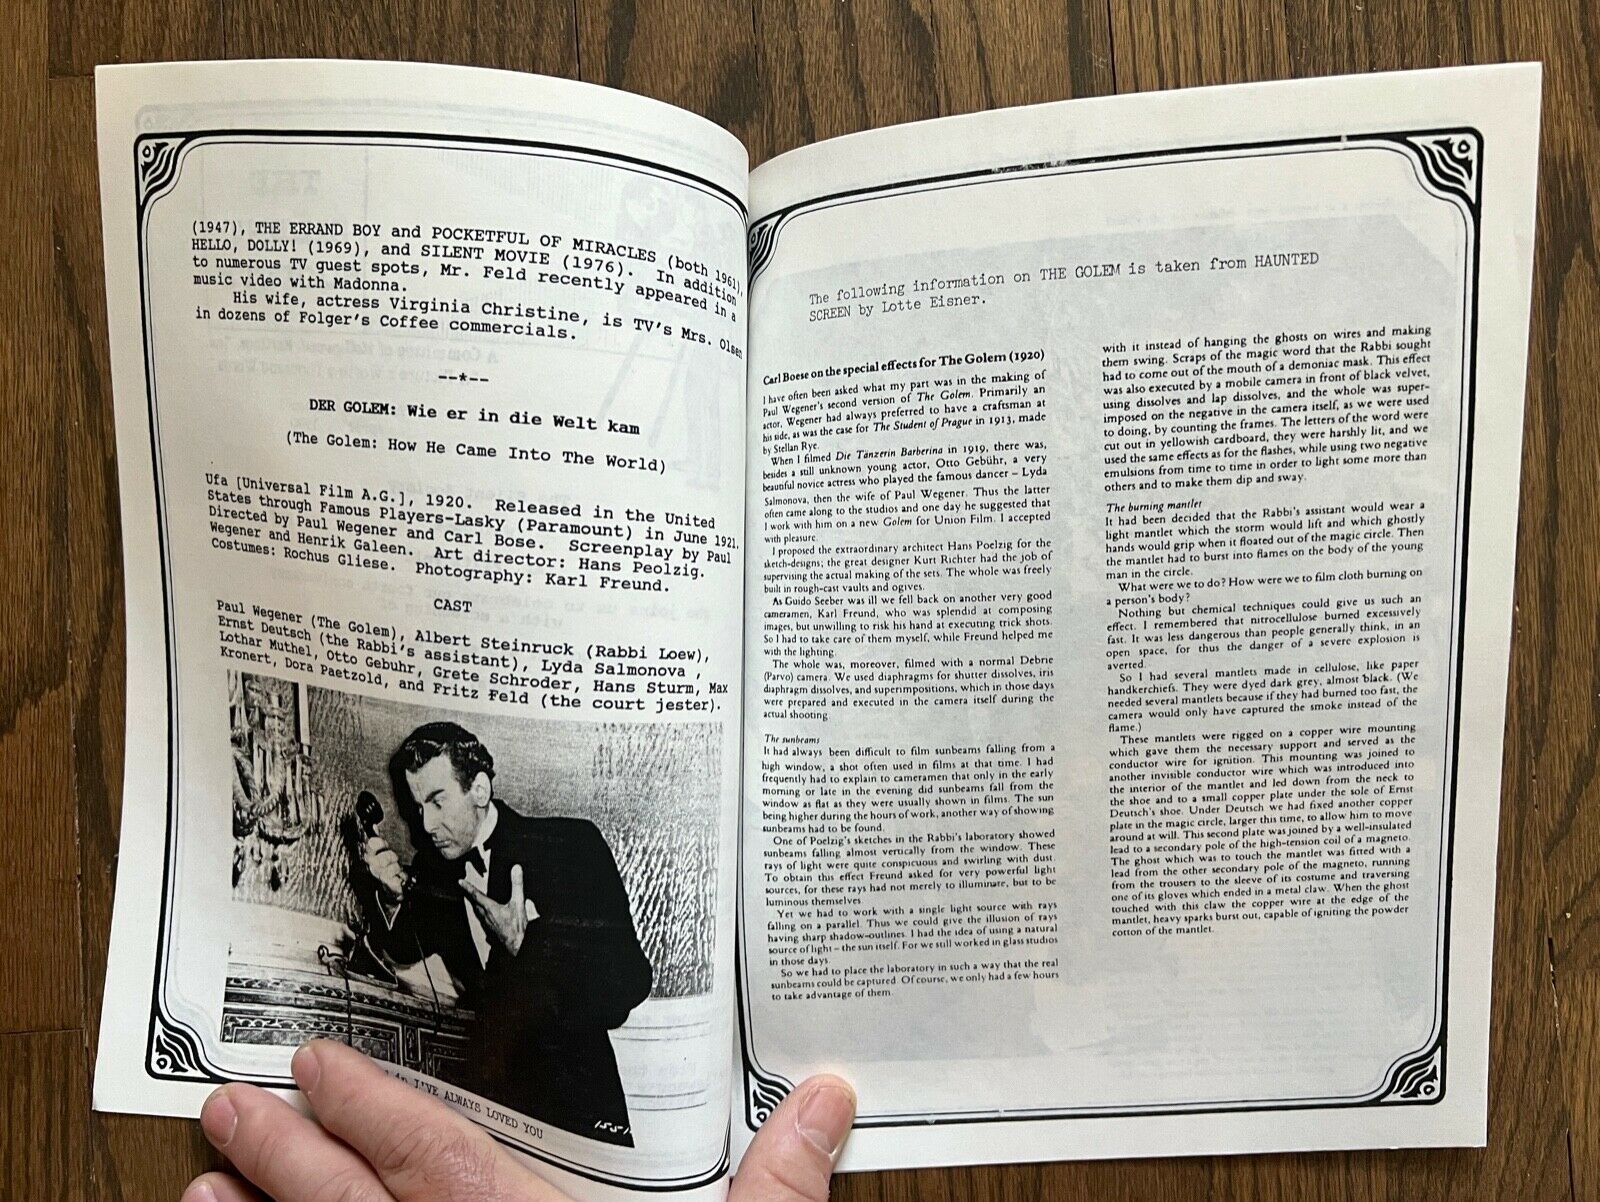 (1947), THE ERRAND BOY and POCKETFUL OF MIRACLES (both 1961),
HELLO, DOLLY! (1969), and SILENT MOVIE (1976). In addition
to numerous TV guest spots, Mr. Feld recently appeared in a
music video with Madonna.
His wife, actress Virginia Christine, is TV's Mrs. Olsen
in dozens of Folger's Coffee commercials.
--*--
DER GOLEM: Wie er in die Welt kam
(The Golem: How He Came Into The World)
Ufa [Universal Film A.G.], 1920. Released in the United
States through Famous Players-Lasky (Paramount) in June 1921.
Directed by Paul Wegener and Carl Bose. Screenplay by Paul
Wegener and Henrik Galeen. Art director: Hans Peolzig.
Costumes: Rochus Gliese. Photography: Karl Freund.
CAST
Paul Wegener (The Golem), Albert Steinruck (Rabbi Loew),
Ernst Deutsch (the Rabbi's assistant), Lyda Salmonova ,
Lothar Muthel, Otto Gebuhr, Grete Schroder, Hans Sturm, Max
Kronert, Dora Paetzold, and Fritz Feld (the court jester).
in I'VE ALWAYS LOVED YOU
The following information on THE GOLEM is taken from HAUNTED
SCREEN by Lotte Eisner.
Carl Boese on the special effects for The Golem (1920)
I have often been asked what my part was in the making of
Paul Wegener's second version of The Golem. Primarily an
actor, Wegener had always preferred to have a craftsman at
his side, as was the case for The Student of Prague in 1913, made
by Stellan Rye.
When I filmed Die Tänzerin Barberina in 1919, there was,
besides a still unknown young actor, Otto Gebühr, a very
beautiful novice actress who played the famous dancer – Lyda
Salmonova, then the wife of Paul Wegener. Thus the latter
often came along to the studios and one day he suggested that
I work with him on a new Golem for Union Film. I accepted
with pleasure.
I proposed the extraordinary architect Hans Poelzig for the
sketch-designs; the great designer Kurt Richter had the job of
supervising the actual making of the sets. The whole was freely
built in rough-cast vaults and ogives.
As Guido Seeber was ill we fell back on another very good
cameramen, Karl Freund, who was splendid at composing
images, but unwilling to risk his hand at executing trick shots.
So I had to take care of them myself, while Freund helped me
with the lighting.
The whole was, moreover, filmed with a normal Debrie
(Parvo) camera. We used diaphragms for shutter dissolves, iris
diaphragm dissolves, and superimpositions, which in those days
were prepared and executed in the camera itself during the
actual shooting
The sunbeams
It had always been difficult to film sunbeams falling from a
high window, a shot often used in films at that time. I had
frequently had to explain to cameramen that only in the early
morning or late in the evening did sunbeams fall from the
window as flat as they were usually shown in films. The sun
being higher during the hours of work, another way of showing
sunbeams had to be found.
One of Poelzig's sketches in the Rabbi's laboratory showed
sunbeams falling almost vertically from the window. These
rays of light were quite conspicuous and swirling with dust.
To obtain this effect Freund asked for very powerful light
sources, for these rays had not merely to illuminate, but to be
luminous themselves
Yet we had to work with a single light source with rays
falling on a parallel. Thus we could give the illusion of rays
having sharp shadow-outlines. I had the idea of using a natural
source of light – the sun itself. For we still worked in glass studios
in those days.
So we had to place the laboratory in such a way that the real
sunbeams could be captured. Of course, we only had a few hours
to take advantage of them.
with it instead of hanging the ghosts on wires and making
them swing. Scraps of the magic word that the Rabbi sought
had to come out of the mouth of a demoniac mask. This effect
was also executed by a mobile camera in front of black velvet,
using dissolves and lap dissolves, and the whole was super-
imposed on the negative in the camera itself, as we were used
to doing, by counting the frames. The letters of the word were
cut out in yellowish cardboard, they were harshly lit, and we
used the same effects as for the flashes, while using two negative
emulsions from time to time in order to light some more than
others and to make them dip and sway.
The burning mantlet
It had been decided that the Rabbi's assistant would wear a
light mantlet which the storm would lift and which ghostly
hands would grip when it floated out of the magic circle. Then
the mantlet had to burst into flames on the body of the young
man in the circle.
What were we to do? How were we to film cloth burning on
a person's body?
Nothing but chemical techniques could give us such an
effect. I remembered that nitrocellulose burned excessively
fast. It was less dangerous than people generally think, in an
open space, for thus the danger of a severe explosion is
averted.
So I had several mantlets made in cellulose, like paper
handkerchiefs. They were dyed dark grey, almost black. (We
needed several mantlets because if they had burned too fast, the
camera would only have captured the smoke instead of the
flame.)
These mantlets were rigged on a copper wire mounting
which gave them the necessary support and served as the
conductor wire for ignition. This mounting was joined to
another invisible conductor wire which was introduced into
the interior of the mantlet and led down from the neck to
the shoe and to a small copper plate under the sole of Ernst
Deutsch's shoe. Under Deutsch we had fixed another copper
plate in the magic circle, larger this time, to allow him to move
around at will. This second plate was joined by a well-insulated
lead to a secondary pole of the high-tension coil of a magneto.
The ghost which was to touch the mantlet was fitted with a
lead from the other secondary pole of the magneto, running
from the trousers to the sleeve of its costume and traversing
one of its gloves which ended in a metal claw. When the ghost
touched with this claw the copper wire at the edge of the
mantlet, heavy sparks burst out, capable of igniting the powder
cotton of the mantlet.